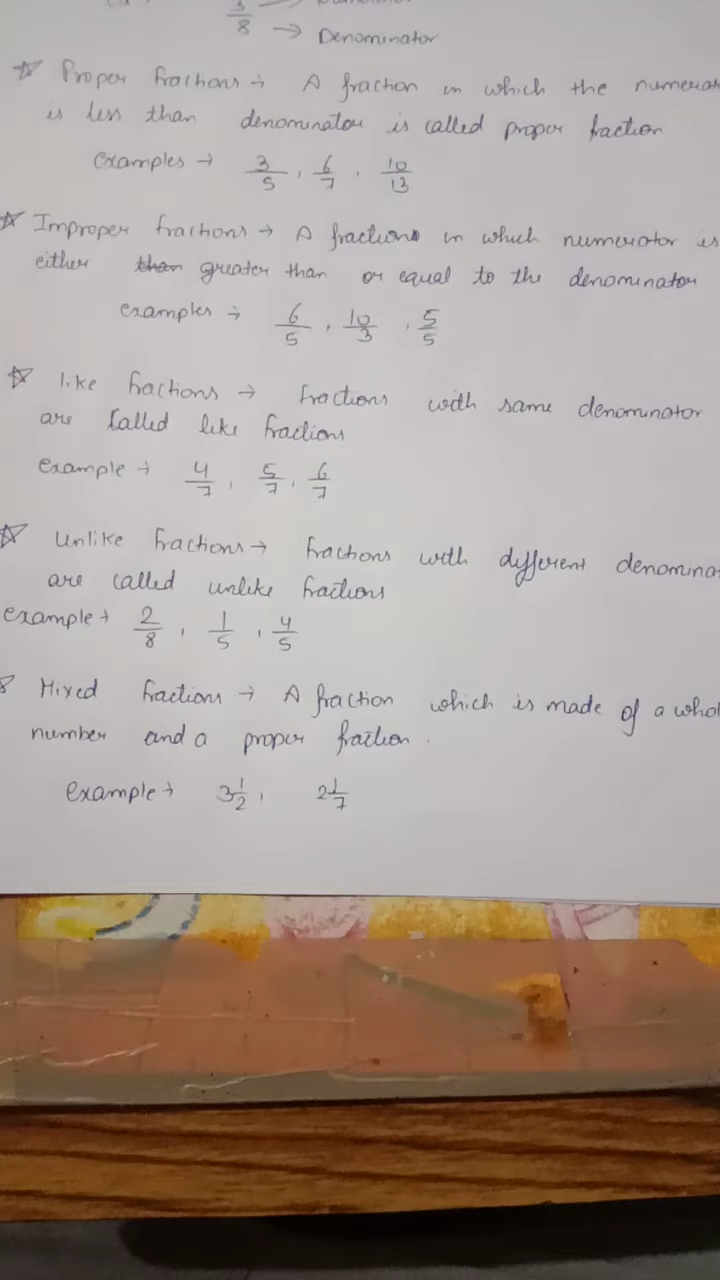 3/8 → Denominator
☆ Proper fractions → A fraction in which the numerat
is less than denominator is called proper fraction
examples → 3/5, 6/7, 10/13
☆ Improper fractions → A fractions in which numerator is
either than greater than or equal to the denominator
examples → 6/5, 10/3, 5/5
☆ like fractions → fractions with same denominator
are called like fractions
example → 4/7, 5/7, 6/7
☆ Unlike fractions → fractions with different denomina
are called unlike fractions
example → 2/8, 1/5, 4/5
Mixed fractions → A fraction which is made of a who
number and a proper fraction.
example → 3 1/2, 2 1/7